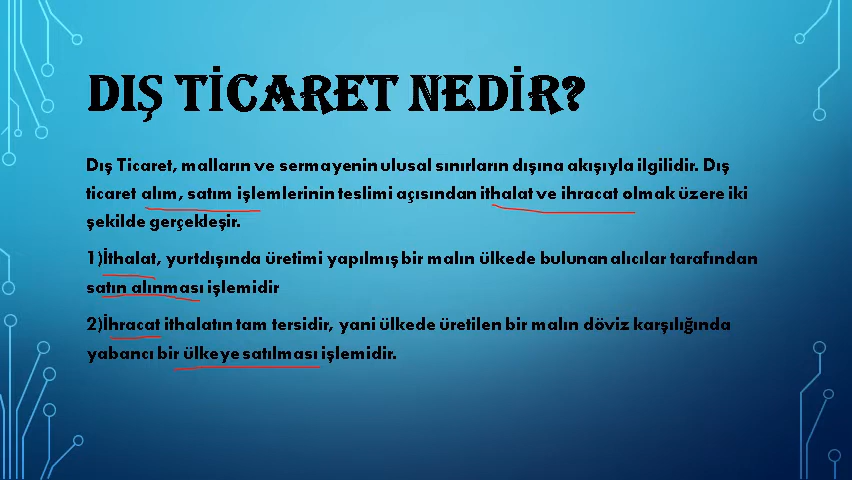 DIŞ TİCARET NEDİR?
Dış Ticaret, malların ve sermayenin ulusal sınırların dışına akışıyla ilgilidir. Dış
ticaret alım, satım işlemlerinin teslimi açısından ithalat ve ihracat olmak üzere iki
şekilde gerçekleşir.
1)İthalat, yurtdışında üretimi yapılmış bir malın ülkede bulunan alıcılar tarafından
satın alınması işlemidir
2)İhracat ithalatın tam tersidir, yani ülkede üretilen bir malın döviz karşılığında
yabancı bir ülkeye satılması işlemidir.